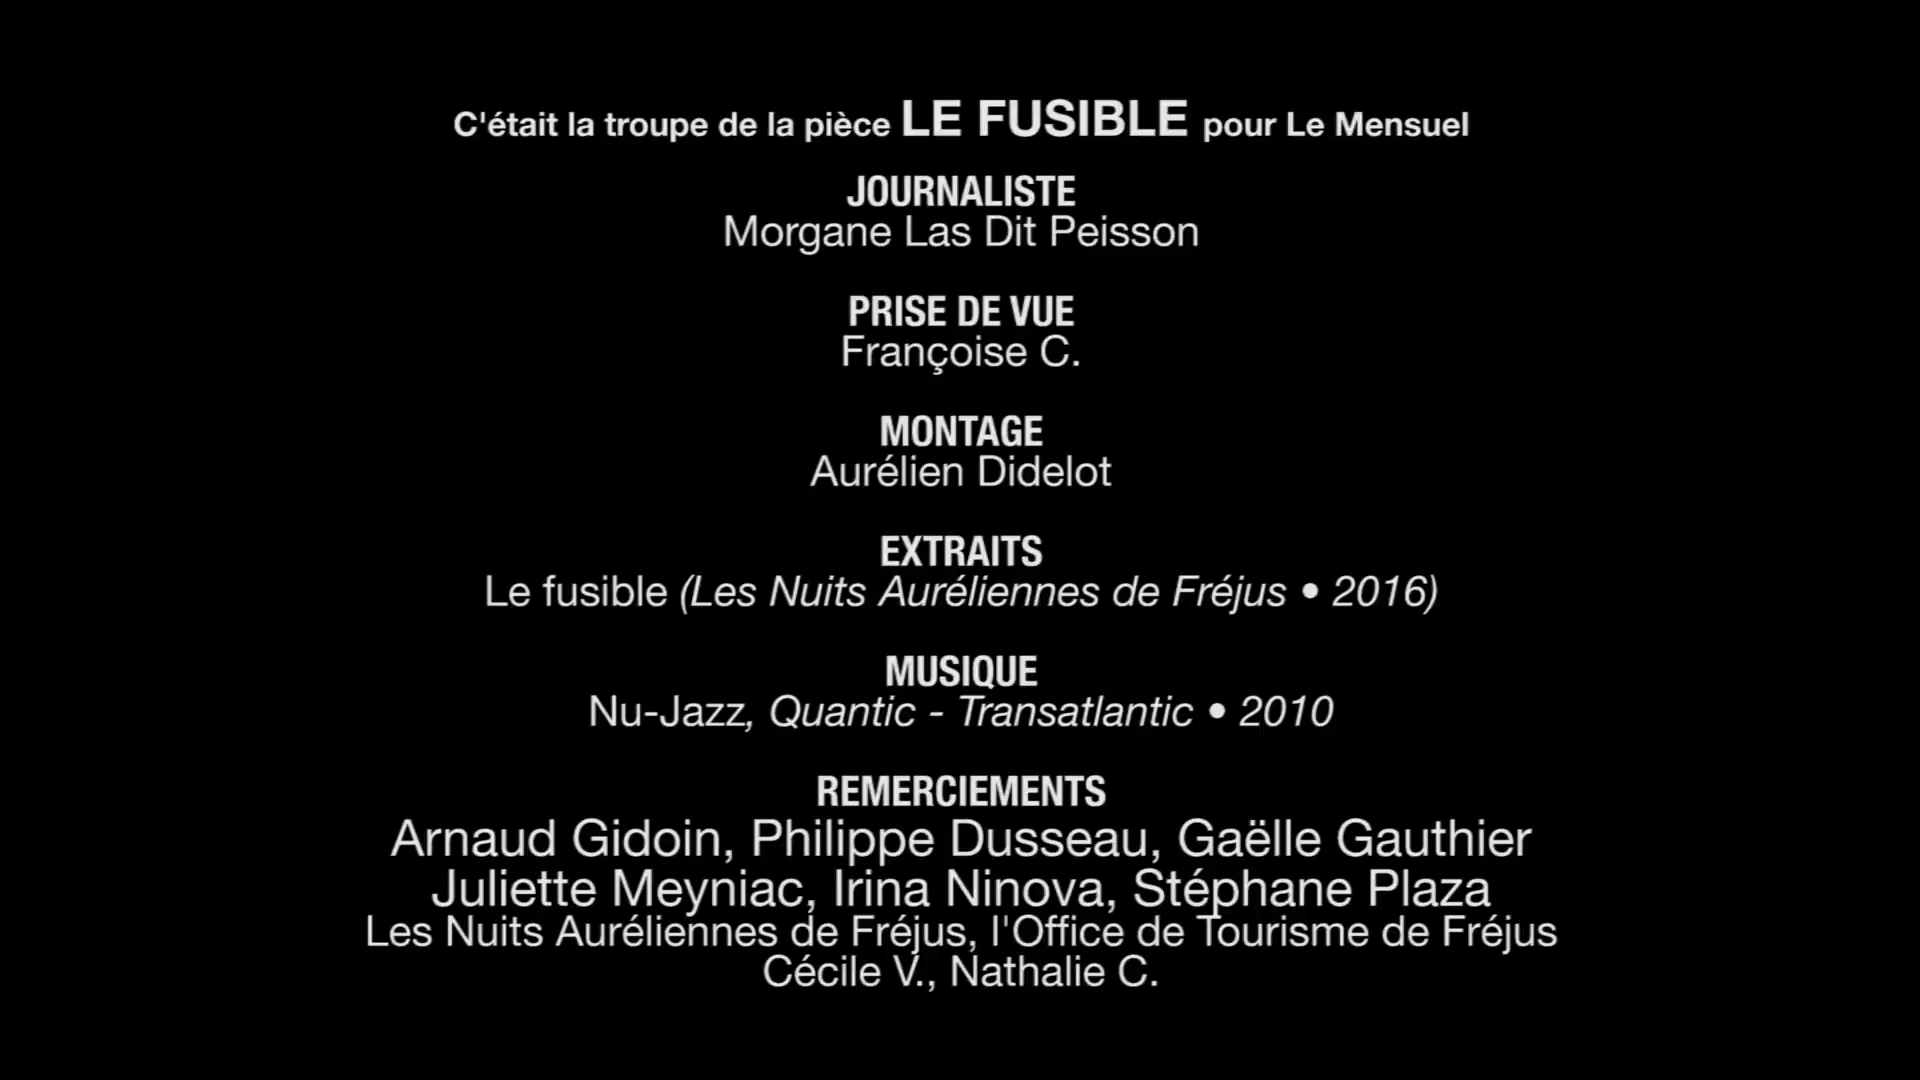 C'était la troupe de la pièce LE FUSIBLE pour Le Mensuel
JOURNALISTE
Morgane Las Dit Peisson
PRISE DE VUE
Françoise C.
MONTAGE
Aurélien Didelot
EXTRAITS
Le fusible (Les Nuits Auréliennes de Fréjus • 2016)
MUSIQUE
Nu-Jazz, Quantic - Transatlantic • 2010
REMERCIEMENTS
Arnaud Gidoin, Philippe Dusseau, Gaëlle Gauthier
Juliette Meyniac, Irina Ninova, Stéphane Plaza
Les Nuits Auréliennes de Fréjus, l'Office de Tourisme de Fréjus
Cécile V., Nathalie C.